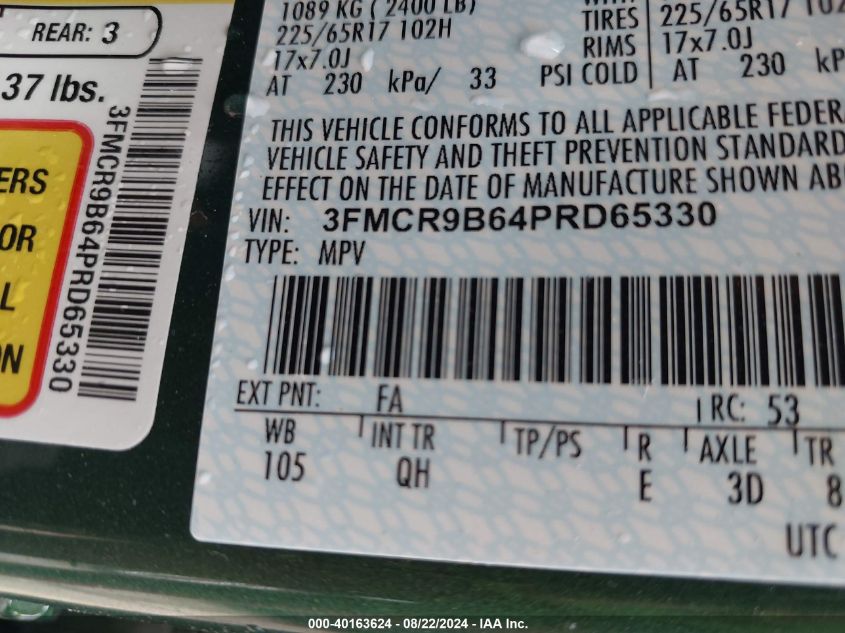 REAR: 3
37 lbs.
3FMCR9B64PRD65330
ERS
OR
L
ON
1089 KG ( 2400 LB)
225/65R17 102H
17x7.0J
AT 230 kPa/ 33 PSI COLD
TIRES 225/65R17 102
RIMS 17x7.0J
AT 230 kP
THIS VEHICLE CONFORMS TO ALL APPLICABLE FEDERA
VEHICLE SAFETY AND THEFT PREVENTION STANDARD
EFFECT ON THE DATE OF MANUFACTURE SHOWN AB
VIN: 3FMCR9B64PRD65330
TYPE: MPV
EXT PNT: FA RC: 53
WB INT TR TP/PS R AXLE TR
105 QH E 3D 8
UTC
000-40163624 - 08/22/2024 - IAA Inc.